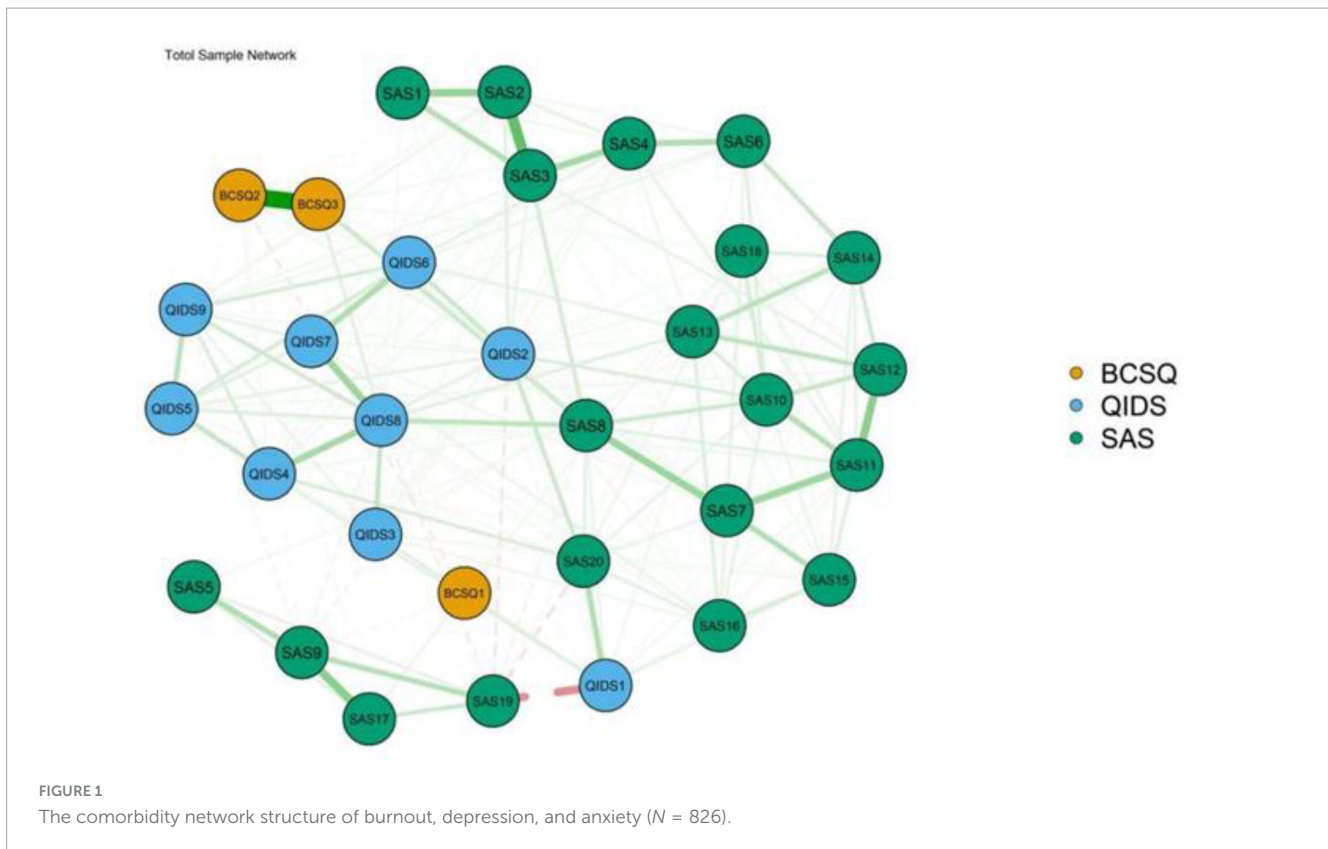 Totol Sample Network
SAS1
SAS2
SAS4
SAS6
SAS3
BCSQ2
BCSQ3
SAS18
SAS14
QIDS6
QIDS9
QIDS7
SAS13
QIDS2
SAS12
BCSQ
QIDS5
SAS10
QIDS
QIDS8
SAS8
SAS
QIDS4
SAS11
SAS7
QIDS3
SAS20
SAS15
SAS5
BCSQ1
SAS16
SAS9
QIDS1
SAS19
SAS17
FIGURE 1
The comorbidity network structure of burnout, depression, and anxiety (N = 826).